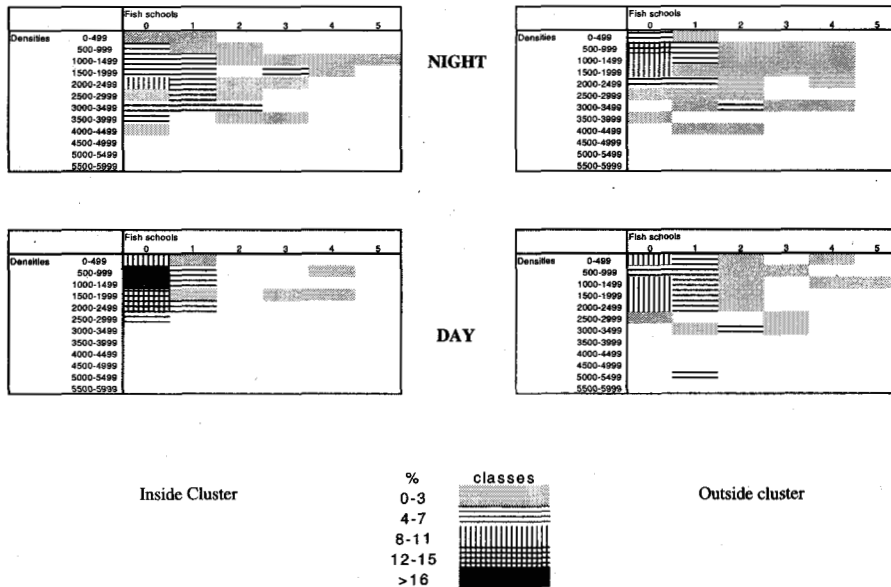 Fish schools Fish schools
0 1 2 3 4 5 0 1 2 3 4 5
Densities 0-499 Densities 0-499
500-999 500-999
1000-1499 NIGHT 1000-1499
1500-1999 1500-1999
2000-2499 2000-2499
2500-2999 2500-2999
3000-3499 3000-3499
3500-3999 3500-3999
4000-4499 4000-4499
4500-4999 4500-4999
5000-5499 5000-5499
5500-5999 5500-5999
Fish schools Fish schools
0 1 2 3 4 5 0 1 2 3 4 5
Densities 0-499 Densities 0-499
500-999 500-999
1000-1499 1000-1499
1500-1999 1500-1999
2000-2499 2000-2499
2500-2999 2500-2999
3000-3499 DAY 3000-3499
3500-3999 3500-3999
4000-4499 4000-4499
4500-4999 4500-4999
5000-5499 5000-5499
5500-5999 5500-5999
% classes
Inside Cluster 0-3 Outside cluster
4-7
8-11
12-15
>16